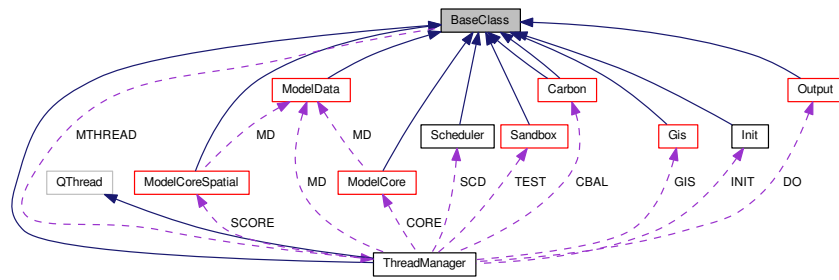 BaseClass
ModelData
Carbon
Output
MTHREAD
MD
MD
Scheduler
Sandbox
Gis
Init
QThread
ModelCoreSpatial
MD
ModelCore
SCD
TEST
CBAL
GIS
INIT
DO
SCORE
CORE
ThreadManager